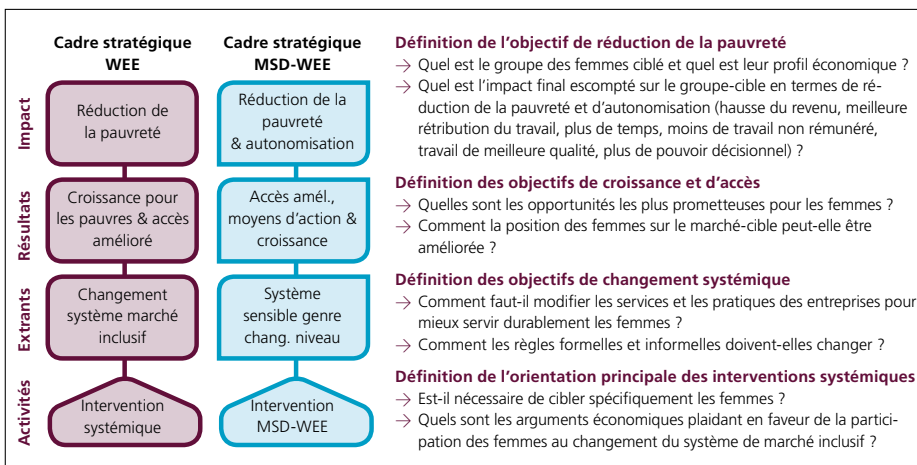 Cadre stratégique
WEE
Cadre stratégique
MSD-WEE
Impact
Réduction de
la pauvreté
Réduction de la
pauvreté
& autonomisation
Définition de l'objectif de réduction de la pauvreté
→ Quel est le groupe des femmes ciblé et quel est leur profil économique ?
→ Quel est l'impact final escompté sur le groupe-cible en termes de ré-
duction de la pauvreté et d'autonomisation (hausse du revenu, meilleure
rétribution du travail, plus de temps, moins de travail non rémunéré,
travail de meilleure qualité, plus de pouvoir décisionnel) ?
Résultats
Croissance pour
les pauvres & accès
amélioré
Accès amél.,
moyens d'action &
croissance
Définition des objectifs de croissance et d'accès
→ Quelles sont les opportunités les plus prometteuses pour les femmes ?
→ Comment la position des femmes sur le marché-cible peut-elle être
améliorée ?
Extrants
Changement
système marché
inclusif
Système
sensible genre
chang. niveau
Définition des objectifs de changement systémique
→ Comment faut-il modifier les services et les pratiques des entreprises pour
mieux servir durablement les femmes ?
→ Comment les règles formelles et informelles doivent-elles changer ?
Activités
Intervention
systémique
Intervention
MSD-WEE
Définition de l'orientation principale des interventions systémiques
→ Est-il nécessaire de cibler spécifiquement les femmes ?
→ Quels sont les arguments économiques plaidant en faveur de la partici-
pation des femmes au changement du système de marché inclusif ?